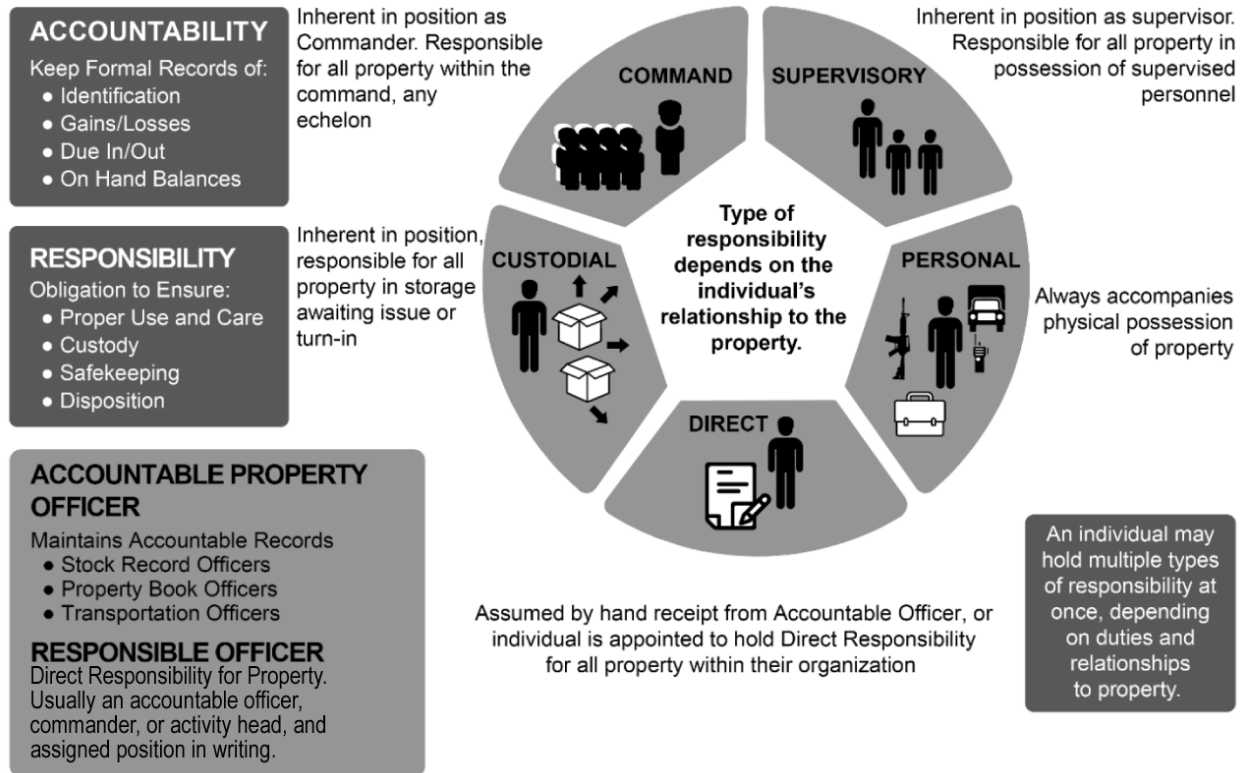 ACCOUNTABILITY
Keep Formal Records of:
● Identification
● Gains/Losses
● Due In/Out
● On Hand Balances
Inherent in position as
Commander. Responsible
for all property within the
command, any
echelon
COMMAND
SUPERVISORY
Inherent in position as supervisor.
Responsible for all property in
possession of supervised
personnel
RESPONSIBILITY
Obligation to Ensure:
● Proper Use and Care
● Custody
● Safekeeping
● Disposition
Inherent in position,
responsible for all
property in storage
awaiting issue or
turn-in
CUSTODIAL
Type of
responsibility
depends on the
individual's
relationship to the
property.
PERSONAL
Always accompanies
physical possession
of property
DIRECT
ACCOUNTABLE PROPERTY
OFFICER
Maintains Accountable Records
● Stock Record Officers
● Property Book Officers
● Transportation Officers
RESPONSIBLE OFFICER
Direct Responsibility for Property.
Usually an accountable officer,
commander, or activity head, and
assigned position in writing.
Assumed by hand receipt from Accountable Officer, or
individual is appointed to hold Direct Responsibility
for all property within their organization
An individual may
hold multiple types
of responsibility at
once, depending
on duties and
relationships
to property.